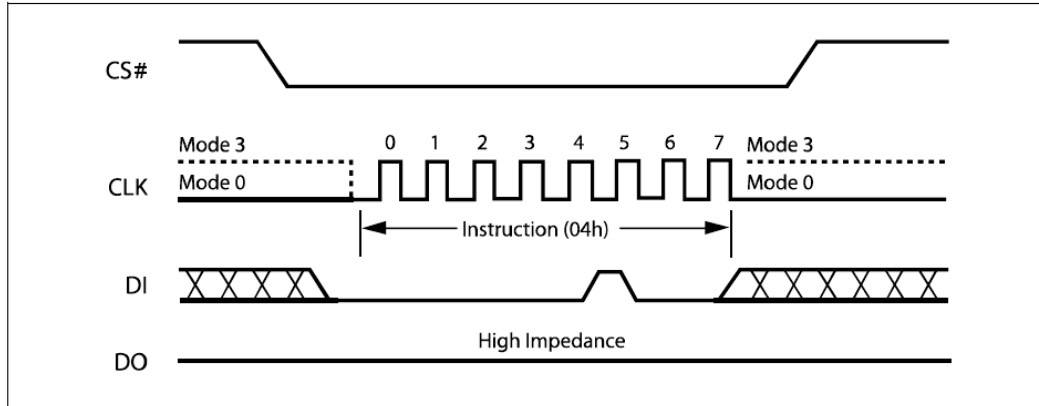 CS#
Mode 3
0 1 2 3 4 5 6 7
Mode 3
CLK
Mode 0
Mode 0
Instruction (04h)
DI
High Impedance
DO